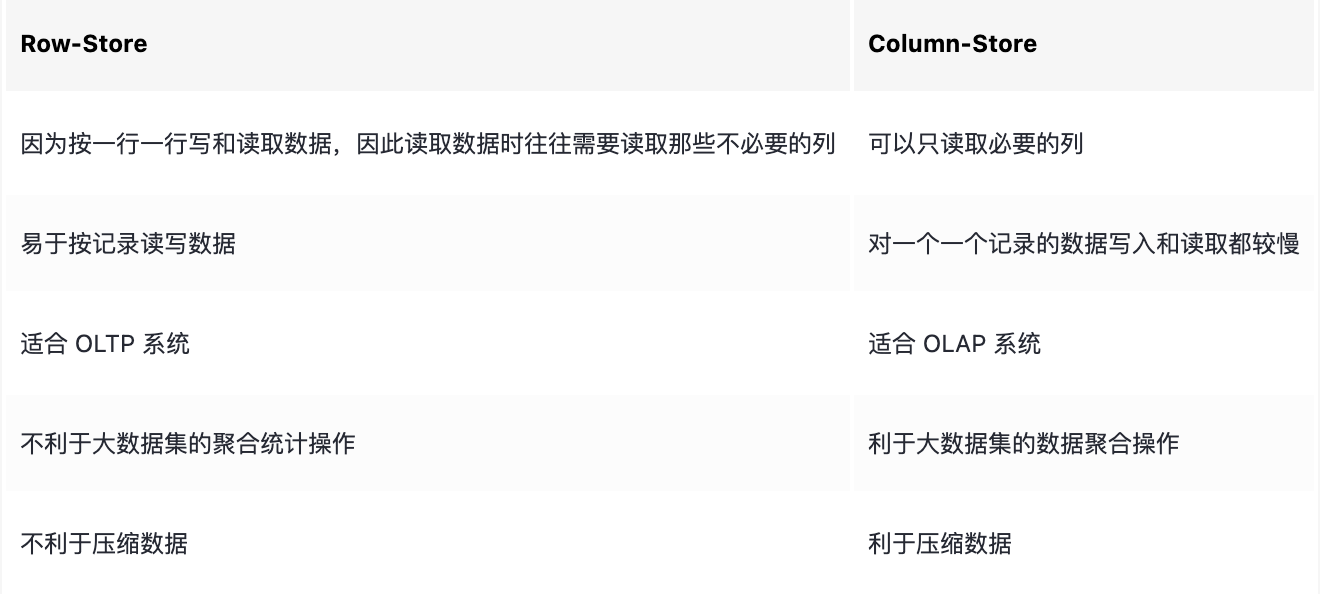 Row-Store
Column-Store
因为按一行一行写和读取数据，因此读取数据时往往需要读取那些不必要的列
可以只读取必要的列
易于按记录读写数据
对一个一个记录的数据写入和读取都较慢
适合 OLTP 系统
适合 OLAP 系统
不利于大数据集的聚合统计操作
利于大数据集的数据聚合操作
不利于压缩数据
利于压缩数据